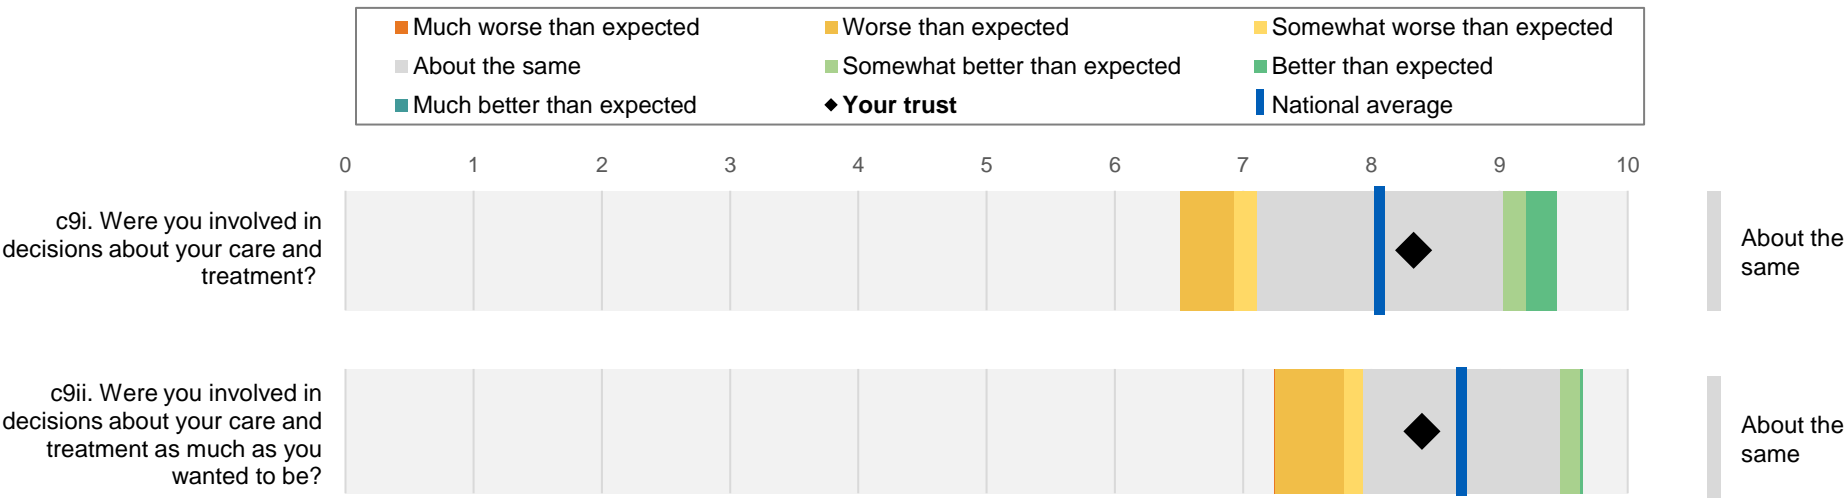 Much worse than expected
Worse than expected
Somewhat worse than expected
About the same
Somewhat better than expected
Better than expected
Much better than expected
Your trust
National average
0 1 2 3 4 5 6 7 8 9 10
c9i. Were you involved in
decisions about your care and
treatment?
About the
same
c9ii. Were you involved in
decisions about your care and
treatment as much as you
wanted to be?
About the
same